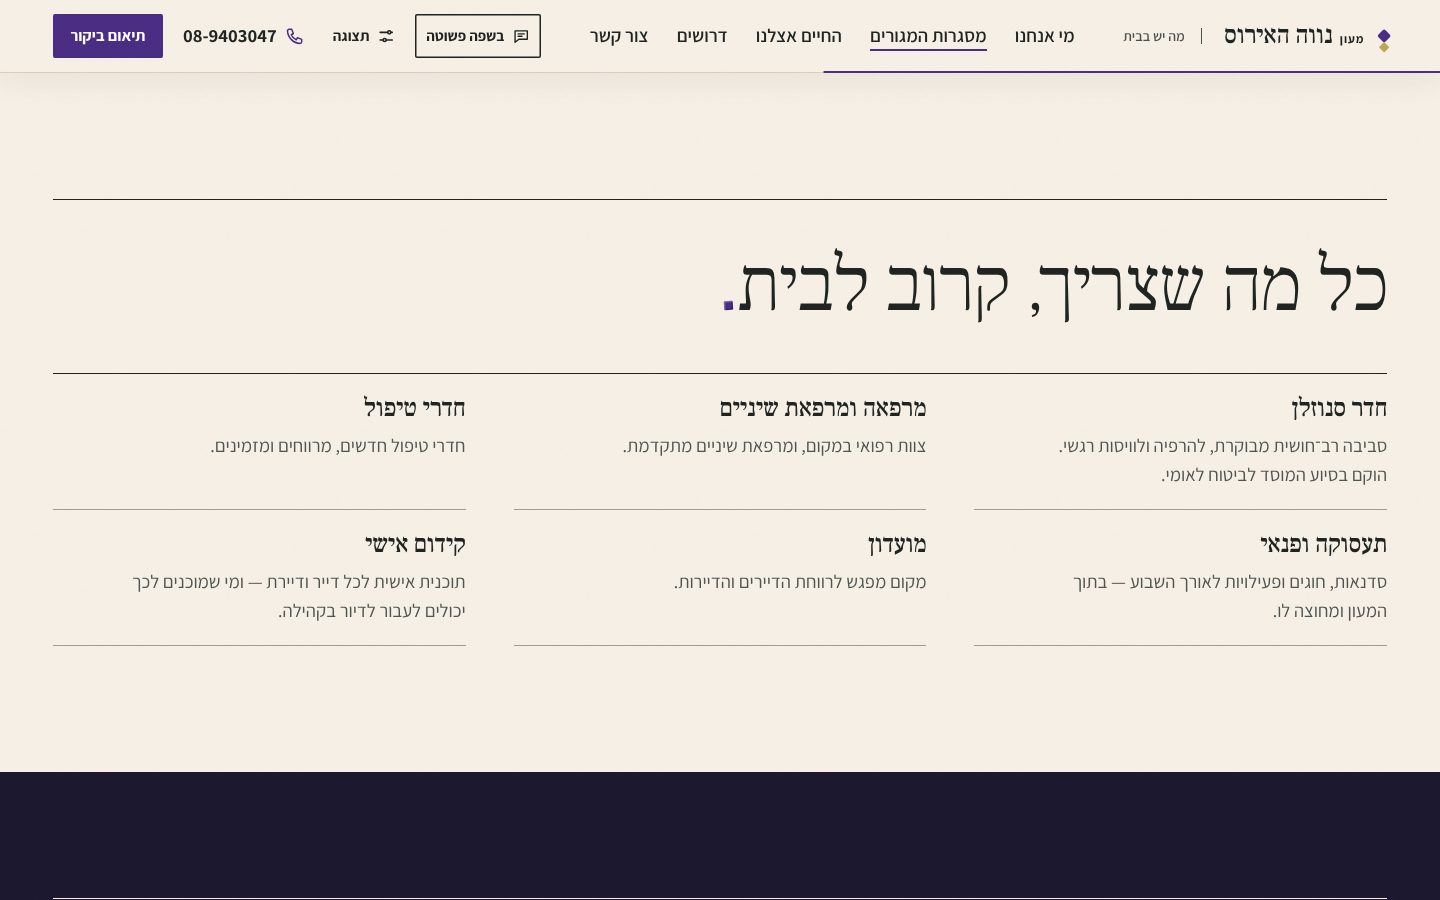 מעון נווה האירוס
מה יש בבית
מי אנחנו
מסגרות המגורים
החיים אצלנו
דרושים
צור קשר
בשפה פשוטה
תצוגה
08-9403047
תיאום ביקור
כל מה שצריך, קרוב לבית.
חדר סנוזלן
סביבה רב־חושית מבוקרת, להרפיה ולוויסות רגשי.
הוקם בסיוע המוסד לביטוח לאומי.
מרפאה ומרפאת שיניים
צוות רפואי במקום, ומרפאת שיניים מתקדמת.
חדרי טיפול
חדרי טיפול חדשים, מרווחים ומזמינים.
תעסוקה ופנאי
סדנאות, חוגים ופעילויות לאורך השבוע — בתוך
המעון ומחוצה לו.
מועדון
מקום מפגש לרווחת הדיירים והדיירות.
קידום אישי
תוכנית אישית לכל דייר ודיירת — ומי שמוכנים לכך
יכולים לעבור לדיור בקהילה.